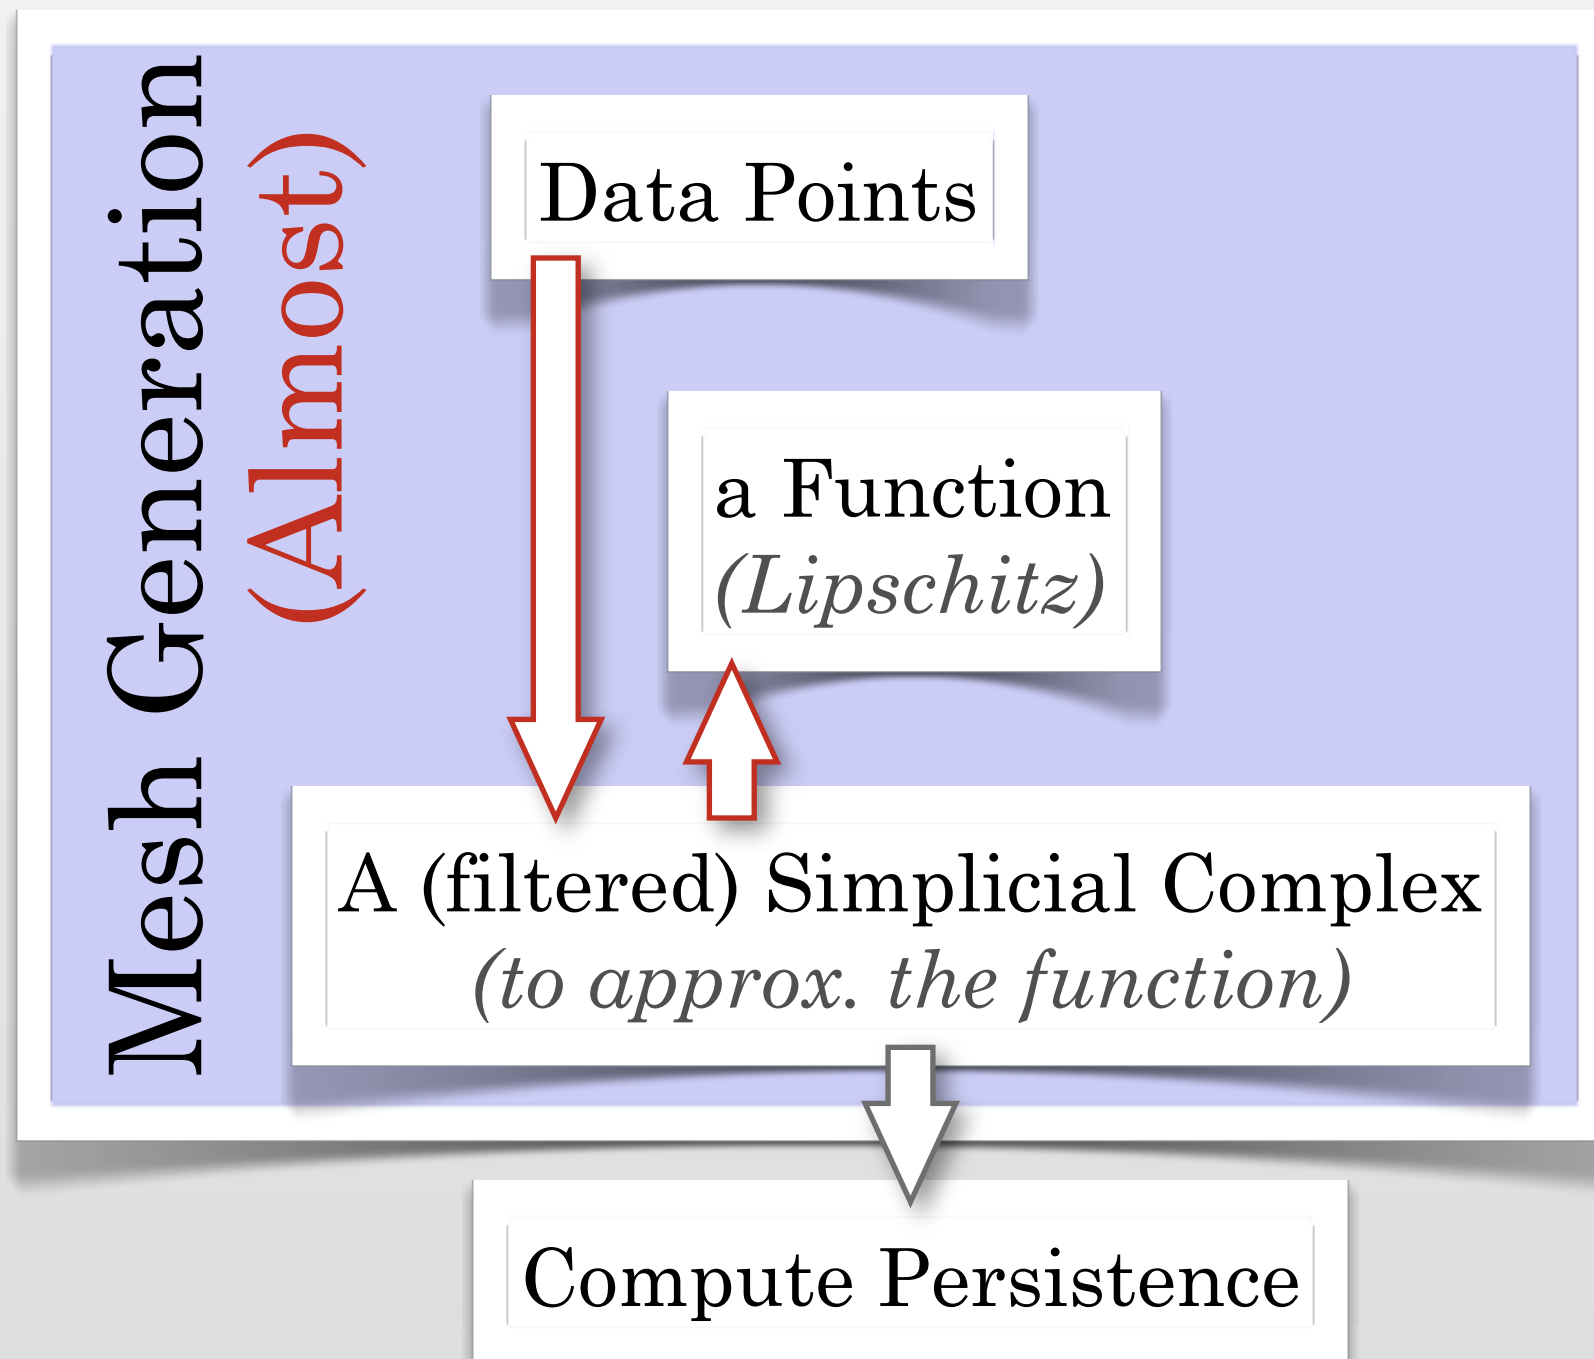 Mesh Generation
(Almost)
Data Points
a Function
(Lipschitz)
A (filtered) Simplicial Complex
(to approx. the function)
Compute Persistence